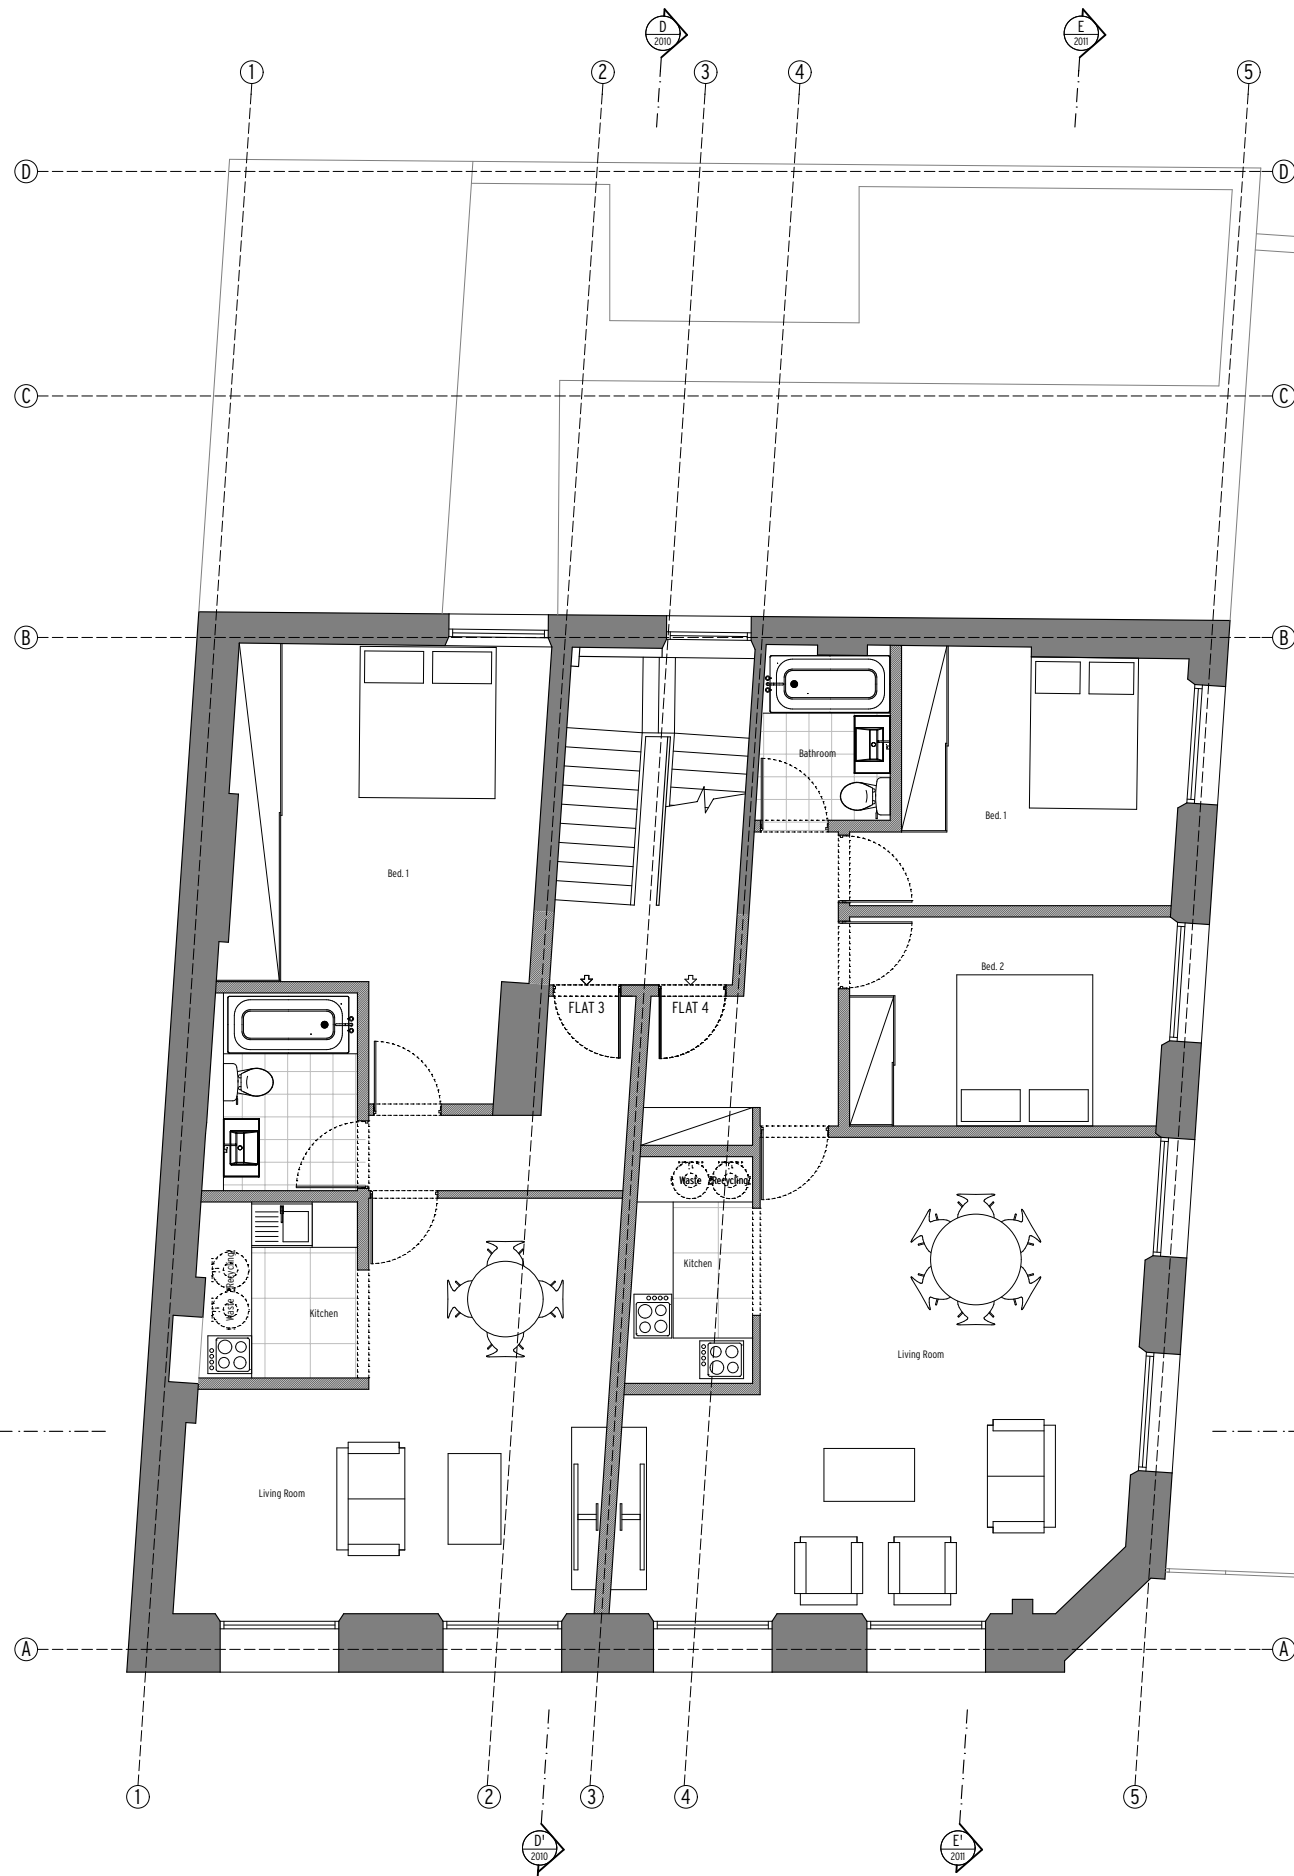 D
2010
E
2011
1
2
3
4
5
D
D
C
C
B
B
Bathroom
Bed. 1
Bed. 1
Bed. 2
FLAT 3
FLAT 4
Waste
Recycling
Kitchen
Recycling
Waste
Kitchen
Living Room
Living Room
A
A
1
2
3
4
5
D'
2010
E'
2011